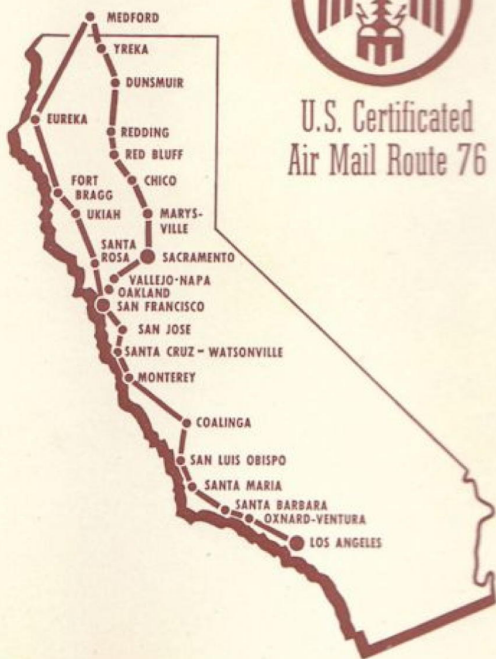 U.S. Certificated
Air Mail Route 76
MEDFORD
YREKA
DUNSMUIR
EUREKA
REDDING
RED BLUFF
CHICO
FORT
BRAGG
UKIAH
MARYS-
VILLE
SANTA
ROSA
SACRAMENTO
VALLEJO-NAPA
OAKLAND
SAN FRANCISCO
SAN JOSE
SANTA CRUZ - WATSONVILLE
MONTEREY
COALINGA
SAN LUIS OBISPO
SANTA MARIA
SANTA BARBARA
OXNARD-VENTURA
LOS ANGELES